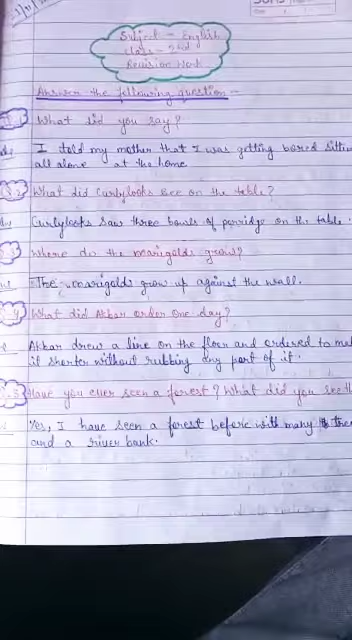 Subject - English
Class - 2nd
Revision Work
Answer the following question -
What did you say?
I told my mother that I was getting bored sitting
all alone at the home
Q.2 What did Curlylocks see on the table?
Curlylocks saw three bowls of porridge on the table.
Where do the marigolds grow?
The marigolds grow up against the wall.
Q.4 What did Akbar order One day?
Akbar drew a line on the floor and ordered to
it shorter without rubbing any part of it.
Have you ever seen a forest? What did you see
Yes, I have seen a forest before with many
and a river bank.